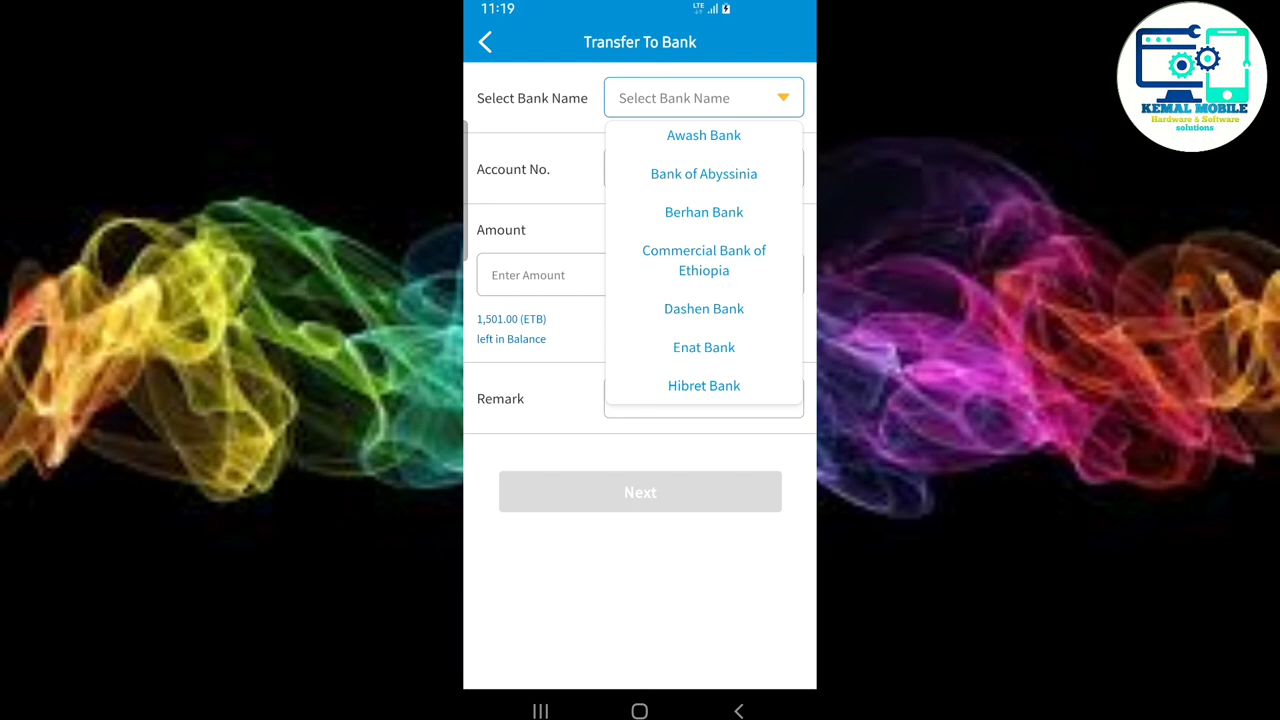 11:19
LTE
Transfer To Bank
Select Bank Name
Select Bank Name
Awash Bank
Account No.
Bank of Abyssinia
Berhan Bank
Amount
Commercial Bank of
Ethiopia
Enter Amount
Dashen Bank
1,501.00 (ETB)
left in Balance
Enat Bank
Hibret Bank
Remark
Next
KEMAL MOBILE
Hardware & Software
solutions